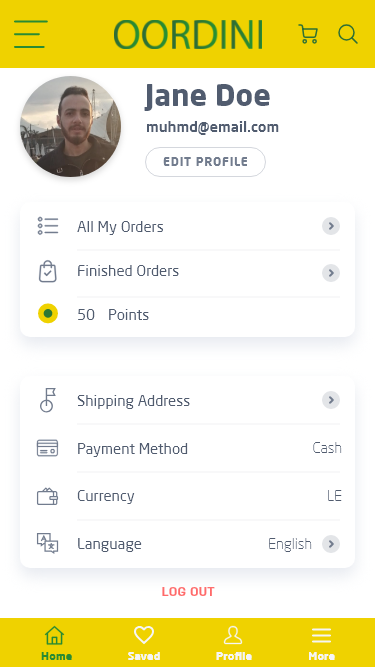 OORDINI
Jane Doe
muhmd@email.com
EDIT PROFILE
All My Orders
Finished Orders
50 Points
Shipping Address
Payment Method Cash
Currency LE
Language English
LOG OUT
Home Saved Profile More